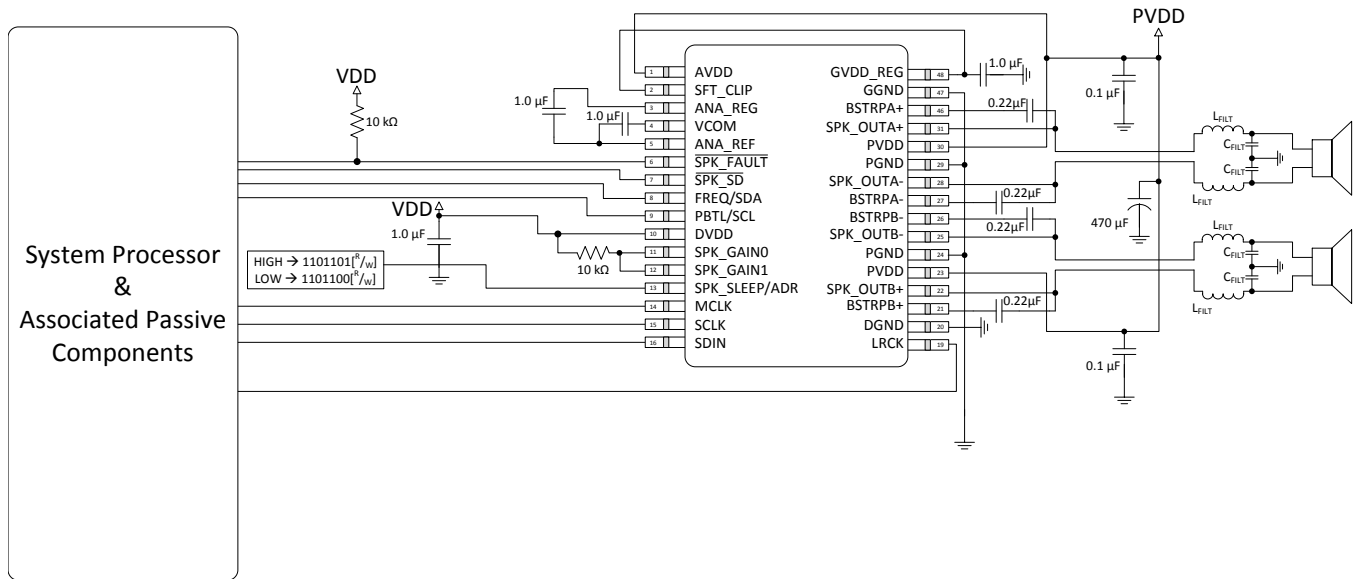 System Processor
&
Associated Passive
Components
VDD
10 kΩ
VDD
1.0 µF
HIGH → 1101101[R/W]
LOW → 1101100[R/W]
1.0 µF
1.0 µF
10 kΩ
1 AVDD
2 SFT_CLIP
3 ANA_REG
4 VCOM
5 ANA_REF
6 SPK_FAULT
7 SPK_SD
8 FREQ/SDA
9 PBTL/SCL
10 DVDD
11 SPK_GAIN0
12 SPK_GAIN1
13 SPK_SLEEP/ADR
14 MCLK
15 SCLK
16 SDIN
GVDD_REG 48
GGND 47
BSTRPA+ 46
SPK_OUTA+ 31
PVDD 30
PGND 29
SPK_OUTA- 28
BSTRPA- 27
BSTRPB- 26
SPK_OUTB- 25
PGND 24
PVDD 23
SPK_OUTB+ 22
BSTRPB+ 21
DGND 20
LRCK 19
1.0 µF
0.22µF
0.22µF
0.22µF
0.22µF
PVDD
0.1 µF
470 µF
0.1 µF
LFILT
CFILT
CFILT
LFILT
LFILT
CFILT
CFILT
LFILT